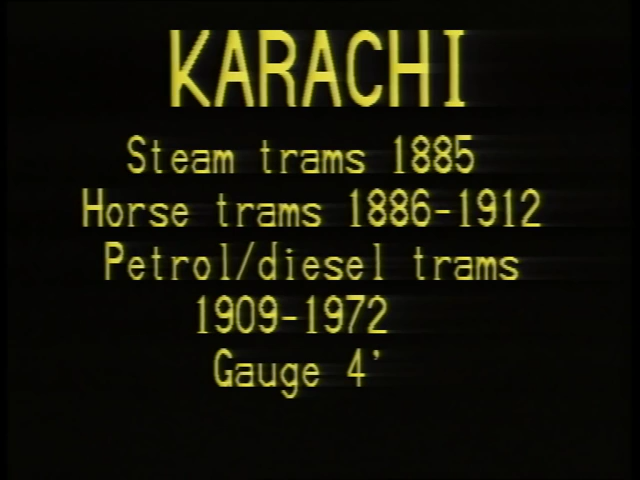 KARACHI
Steam trams 1885
Horse trams 1886-1912
Petrol/diesel trams
1909-1972
Gauge 4'